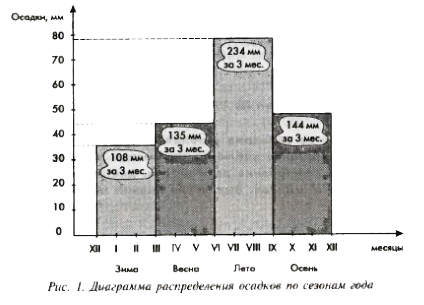 Осадки, мм
80
70
60
50
40
30
20
10
0
234 мм
за 3 мес.
135 мм
за 3 мес.
144 мм
за 3 мес.
108 мм
за 3 мес.
XII I II III IV V VI VII VIII IX X XI XII месяцы
Зима Весна Лето Осень
Рис. 1. Диаграмма распределения осадков по сезонам года